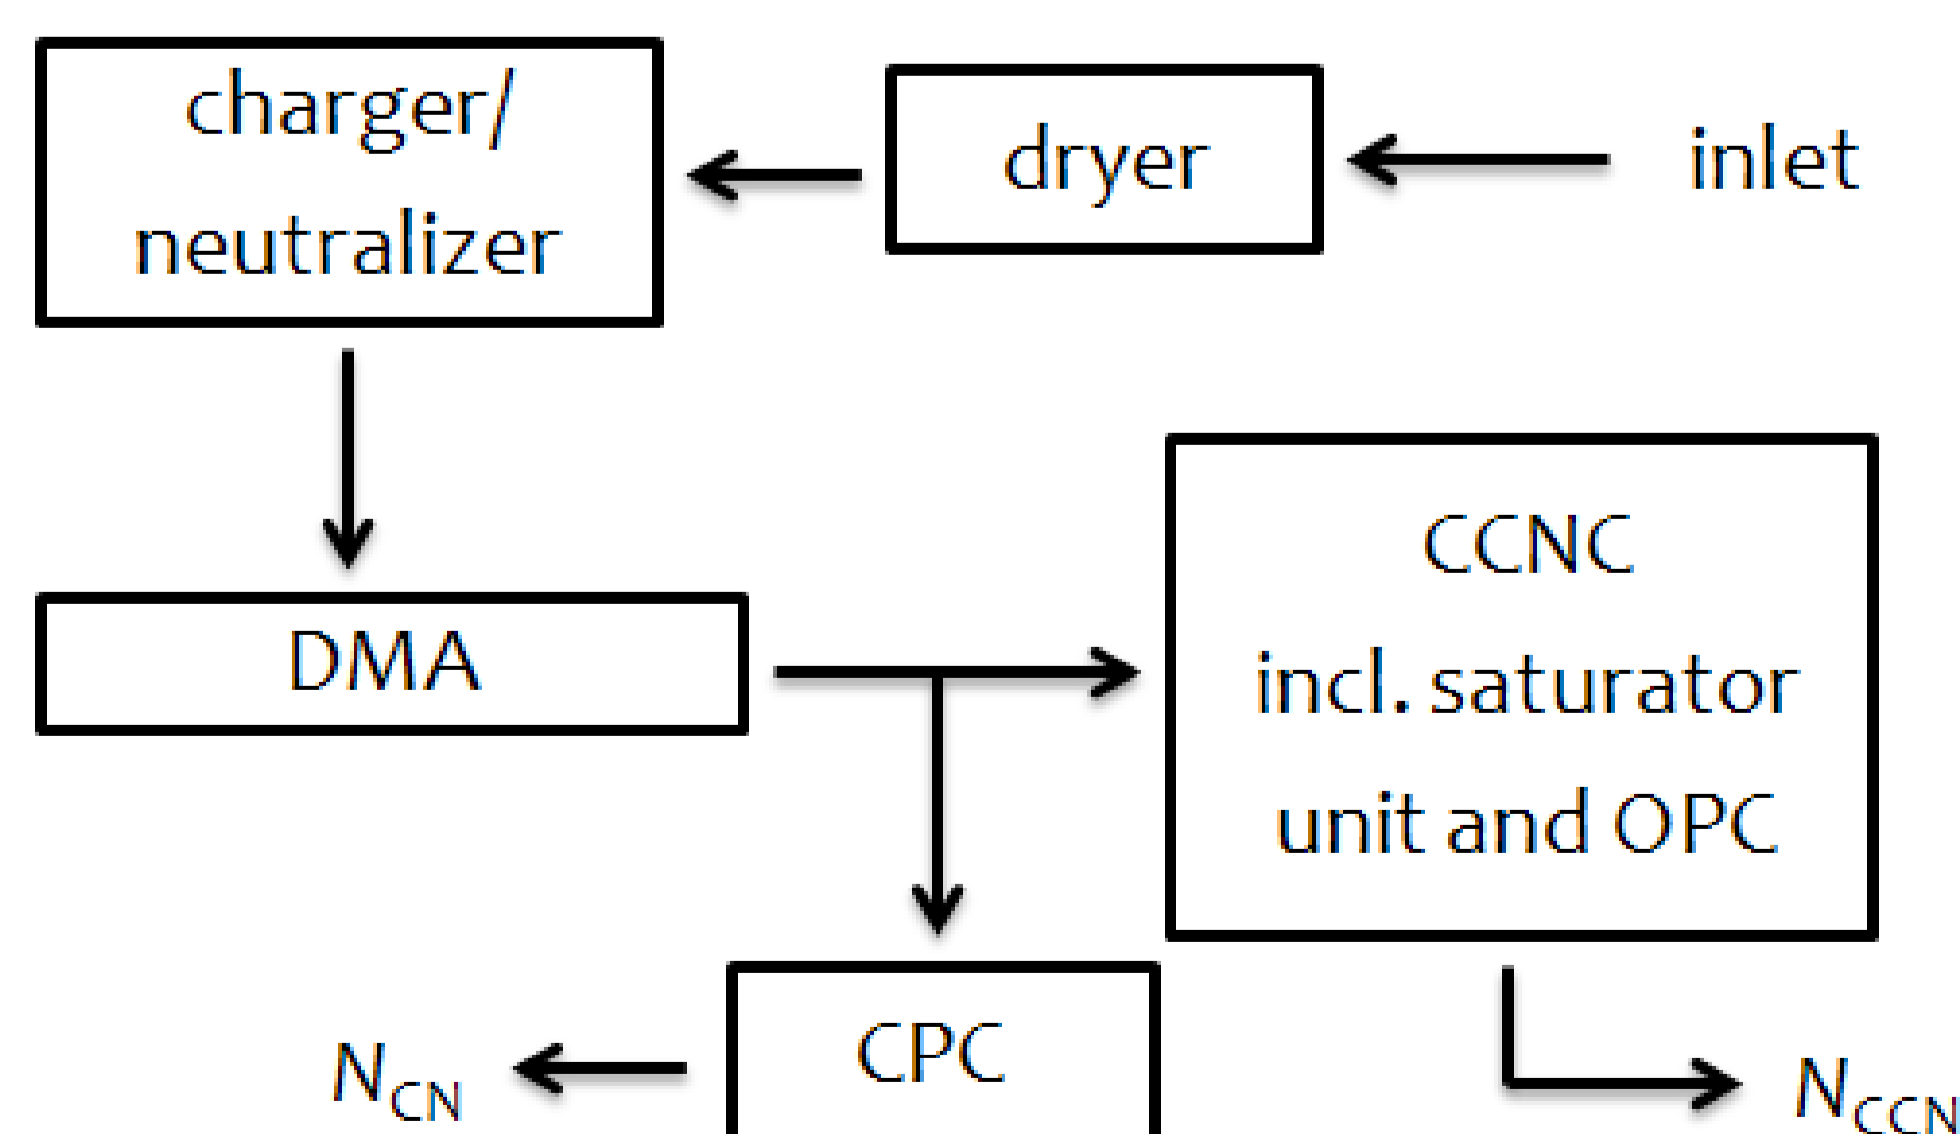 charger/
neutralizer
dryer
inlet
DMA
CCNC
incl. saturator
unit and OPC
CPC
NCN
NCCN